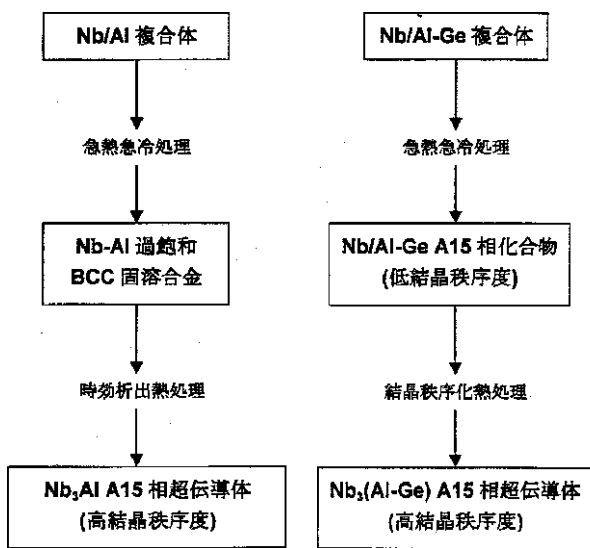 Nb/Al 複合体
急熱急冷処理
Nb-Al 過飽和
BCC 固溶合金
時効析出熱処理
Nb₃Al A15 相超伝導体
(高結晶秩序度)
Nb/Al-Ge 複合体
急熱急冷処理
Nb/Al-Ge A15 相化合物
(低結晶秩序度)
結晶秩序化熱処理
Nb₃(Al-Ge) A15 相超伝導体
(高結晶秩序度)